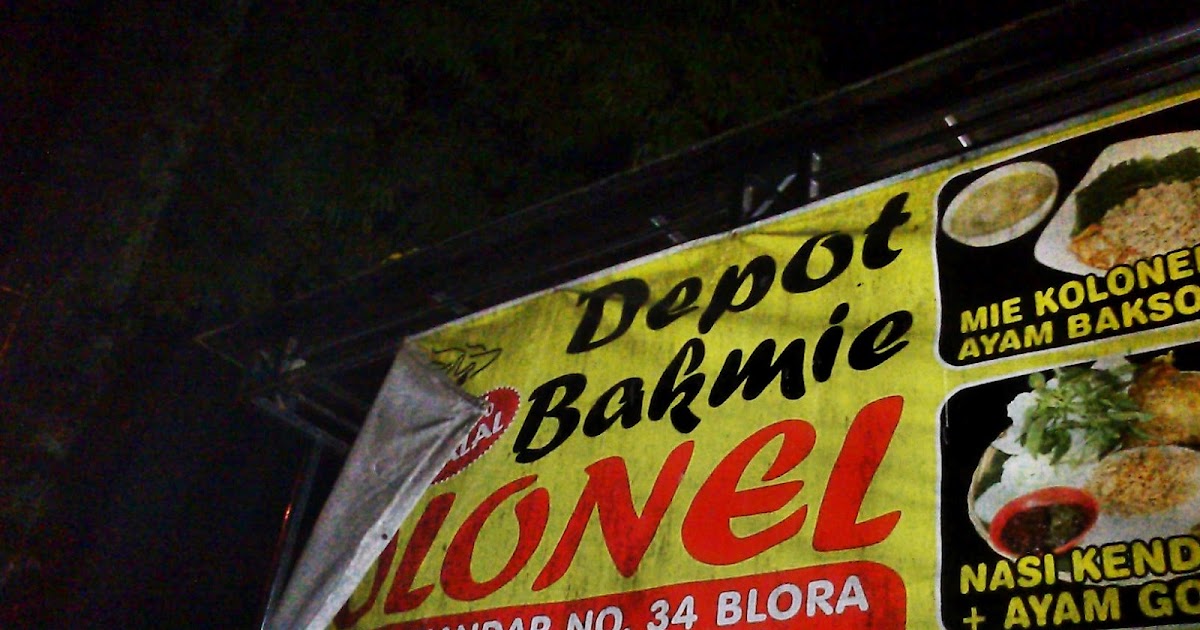 Depot
Bakmie
OLONEL
NO. 34 BLORA
MIE KOLONEL
AYAM BAKSO
NASI KEND
+ AYAM GO